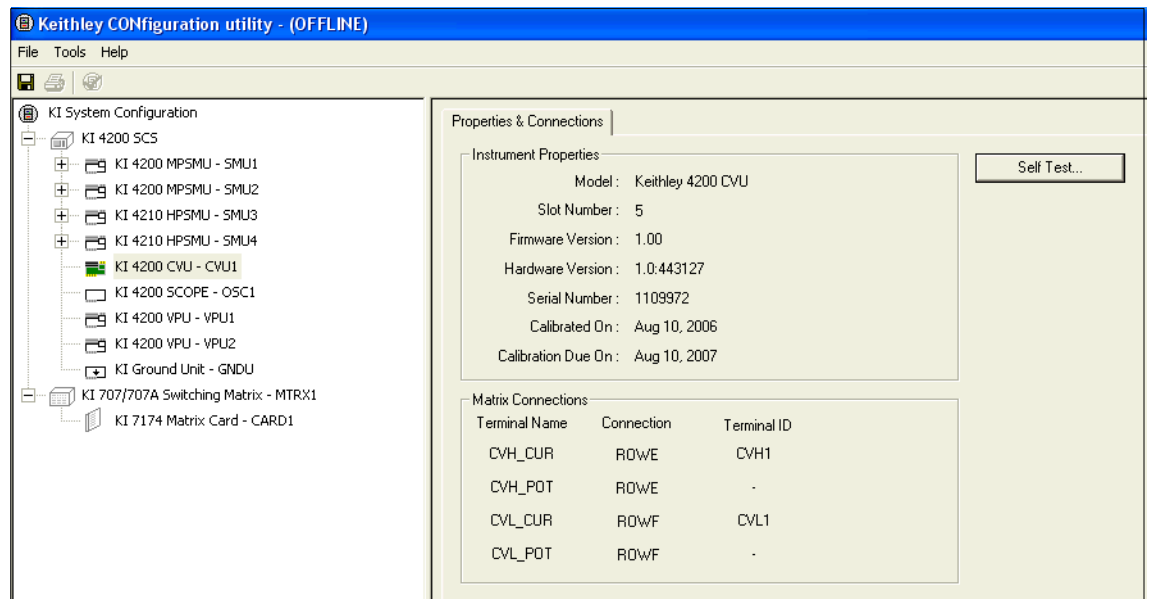 Keithley CONfiguration utility - (OFFLINE)
File Tools Help
KI System Configuration
KI 4200 SCS
KI 4200 MPSMU - SMU1
KI 4200 MPSMU - SMU2
KI 4210 HPSMU - SMU3
KI 4210 HPSMU - SMU4
KI 4200 CVU - CVU1
KI 4200 SCOPE - OSC1
KI 4200 VPU - VPU1
KI 4200 VPU - VPU2
KI Ground Unit - GNDU
KI 707/707A Switching Matrix - MTRX1
KI 7174 Matrix Card - CARD1
Properties & Connections
Instrument Properties
Model : Keithley 4200 CVU
Slot Number : 5
Firmware Version : 1.00
Hardware Version : 1.0:443127
Serial Number : 1109972
Calibrated On : Aug 10, 2006
Calibration Due On : Aug 10, 2007
Self Test...
Matrix Connections
Terminal Name Connection Terminal ID
CVH_CUR ROWE CVH1
CVH_POT ROWE -
CVL_CUR ROWF CVL1
CVL_POT ROWF -